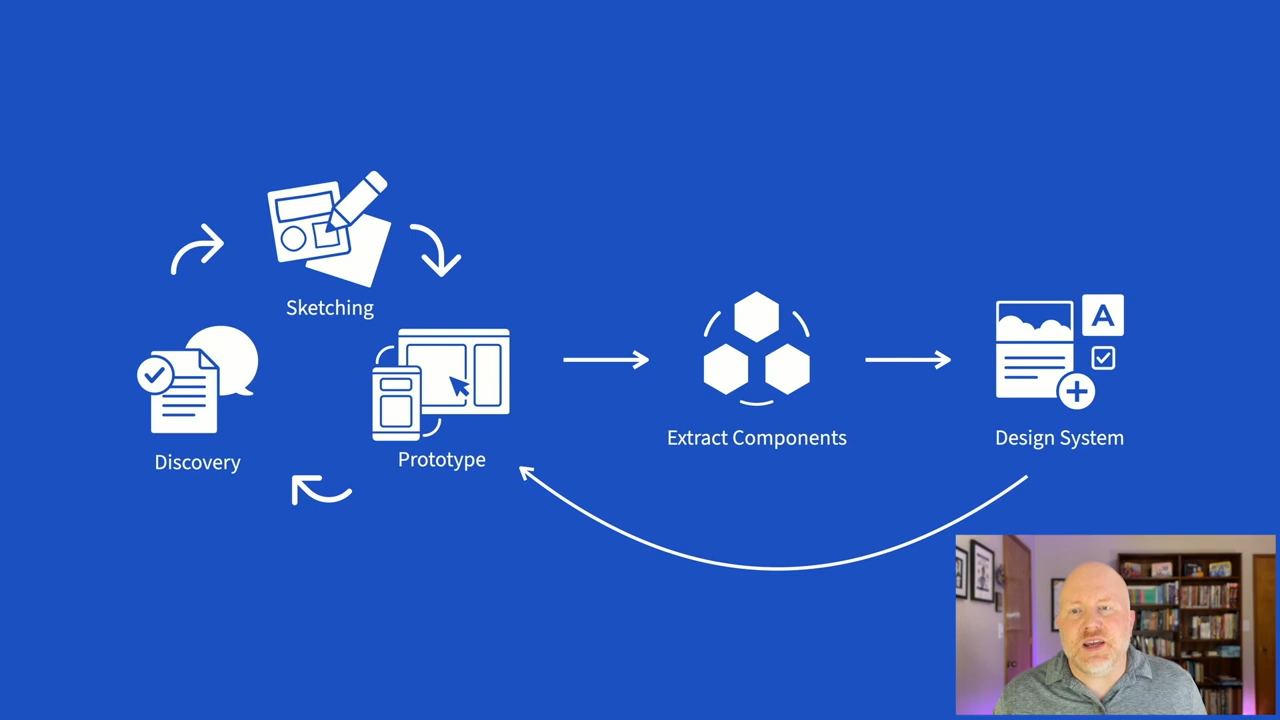 Sketching
Discovery
Prototype
Extract Components
A
Design System